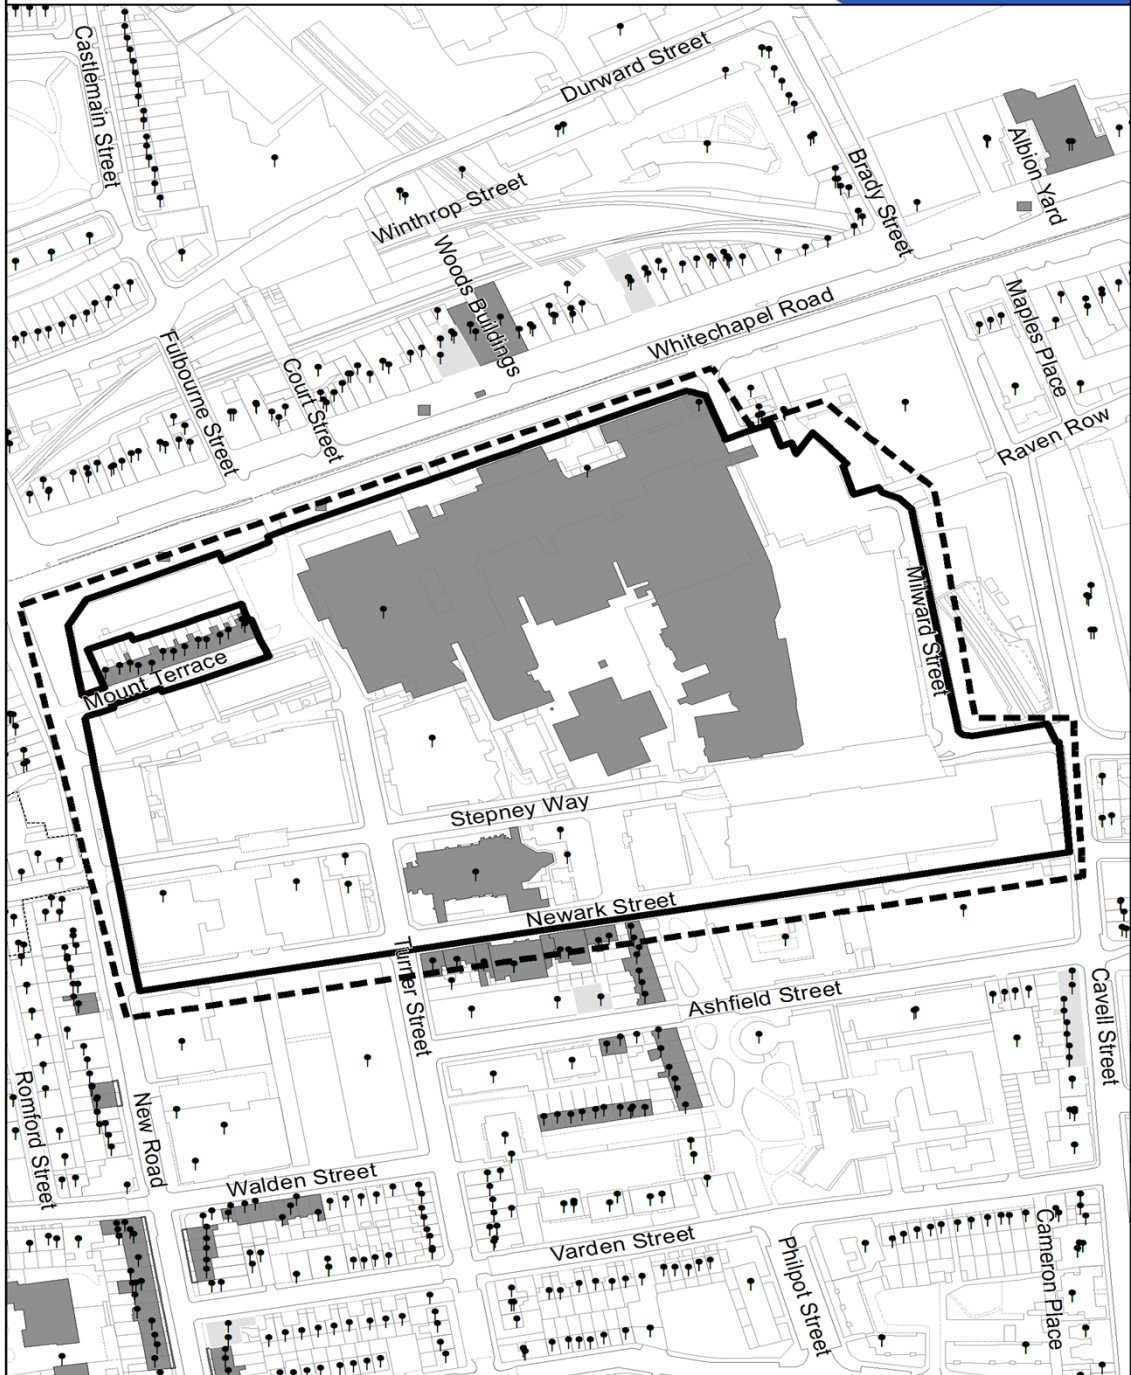 Castlemain Street
Durward Street
Albion Yard
Brady Street
Winthrop Street
Woods Buildings
Maples Place
Whitechapel Road
Fulbourne Street
Court Street
Raven Row
Milward Street
Mount Terrace
Stepney Way
Newark Street
Turner Street
Ashfield Street
Cavell Street
Romford Street
New Road
Walden Street
Varden Street
Philpot Street
Cameron Place